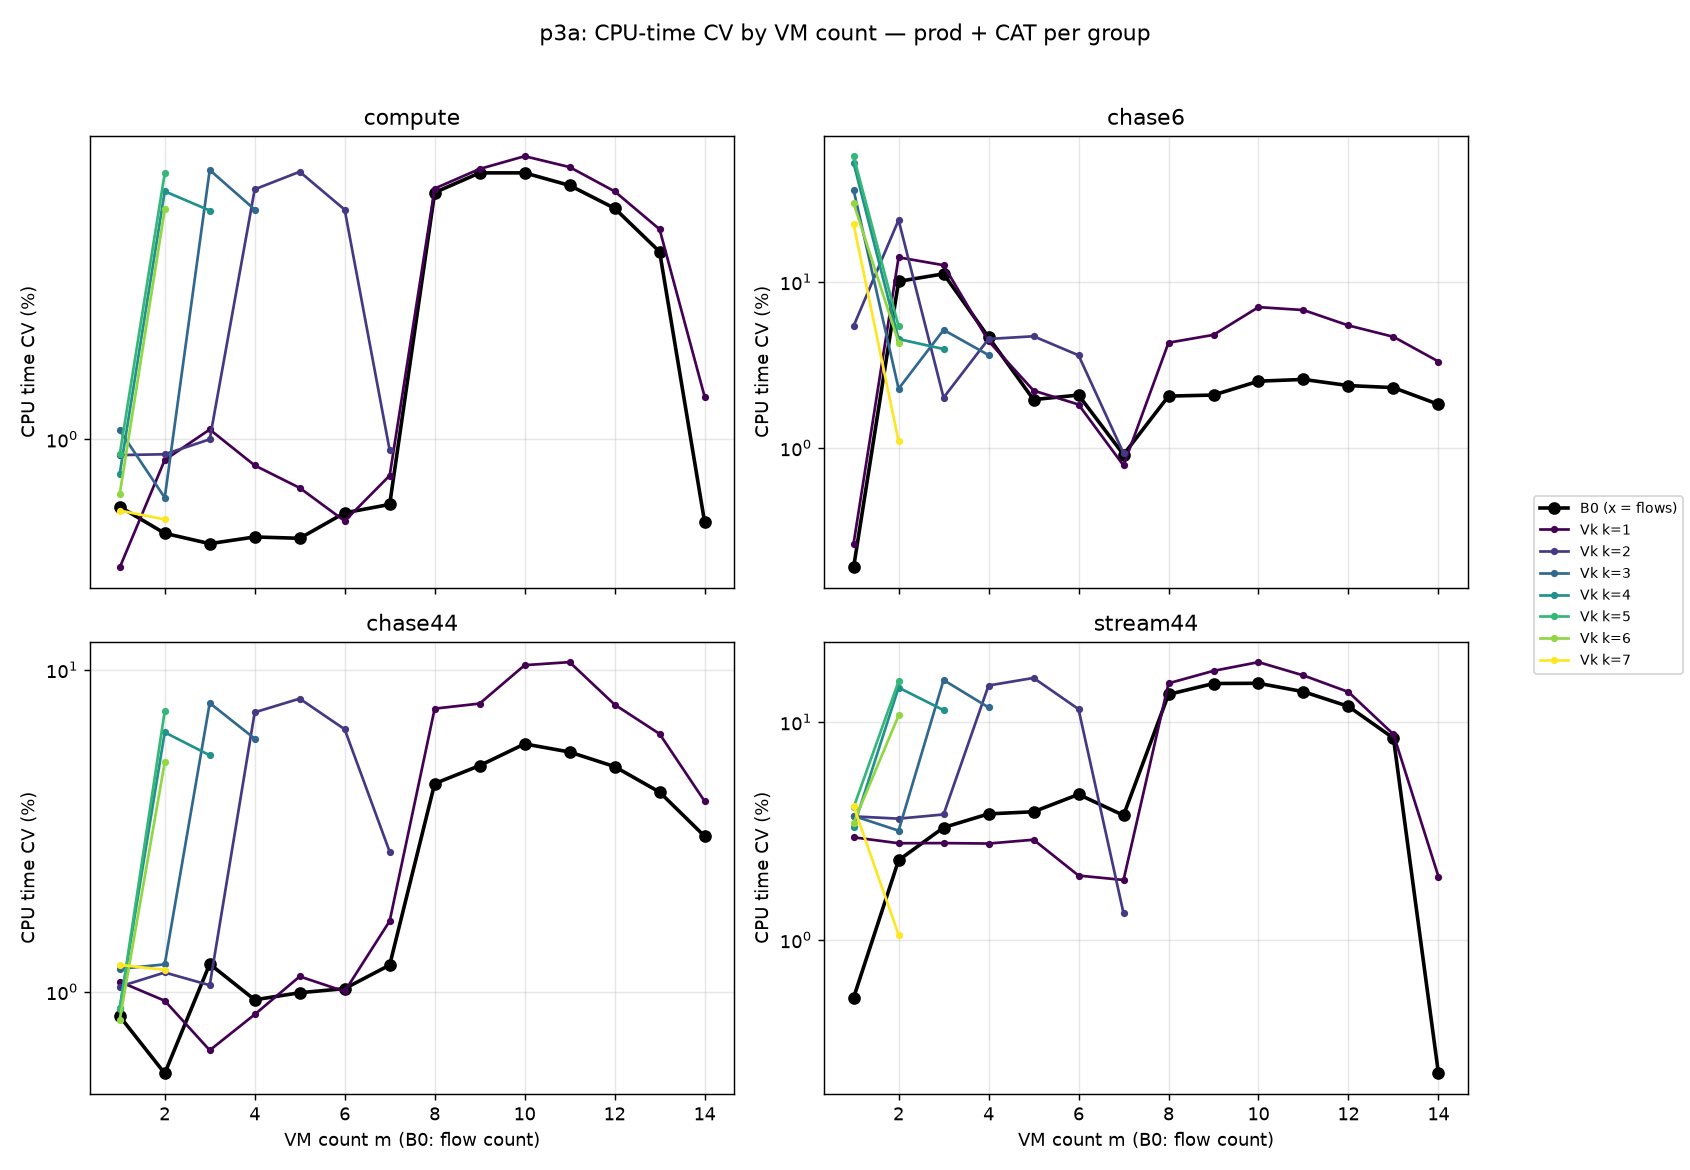 p3a: CPU-time CV by VM count — prod + CAT per group
compute
CPU time CV (%)
10⁰
chase6
CPU time CV (%)
10¹
10⁰
chase44
CPU time CV (%)
10¹
10⁰
2 4 6 8 10 12 14
VM count m (B0: flow count)
stream44
CPU time CV (%)
10¹
10⁰
2 4 6 8 10 12 14
VM count m (B0: flow count)
B0 (x = flows)
Vk k=1
Vk k=2
Vk k=3
Vk k=4
Vk k=5
Vk k=6
Vk k=7